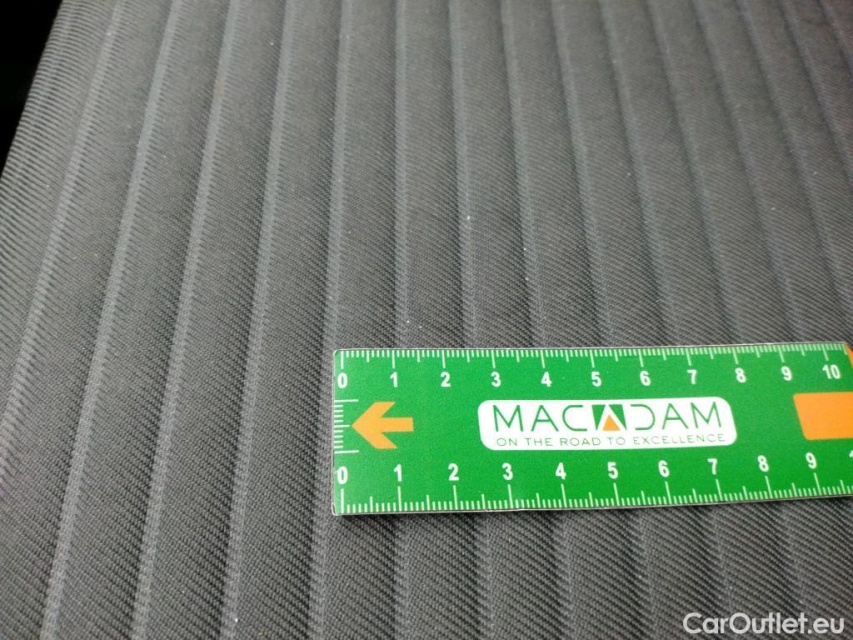 0 1 2 3 4 5 6 7 8 9 10
MACADAM
ON THE ROAD TO EXCELLENCE
0 1 2 3 4 5 6 7 8 9
CarOutlet.eu